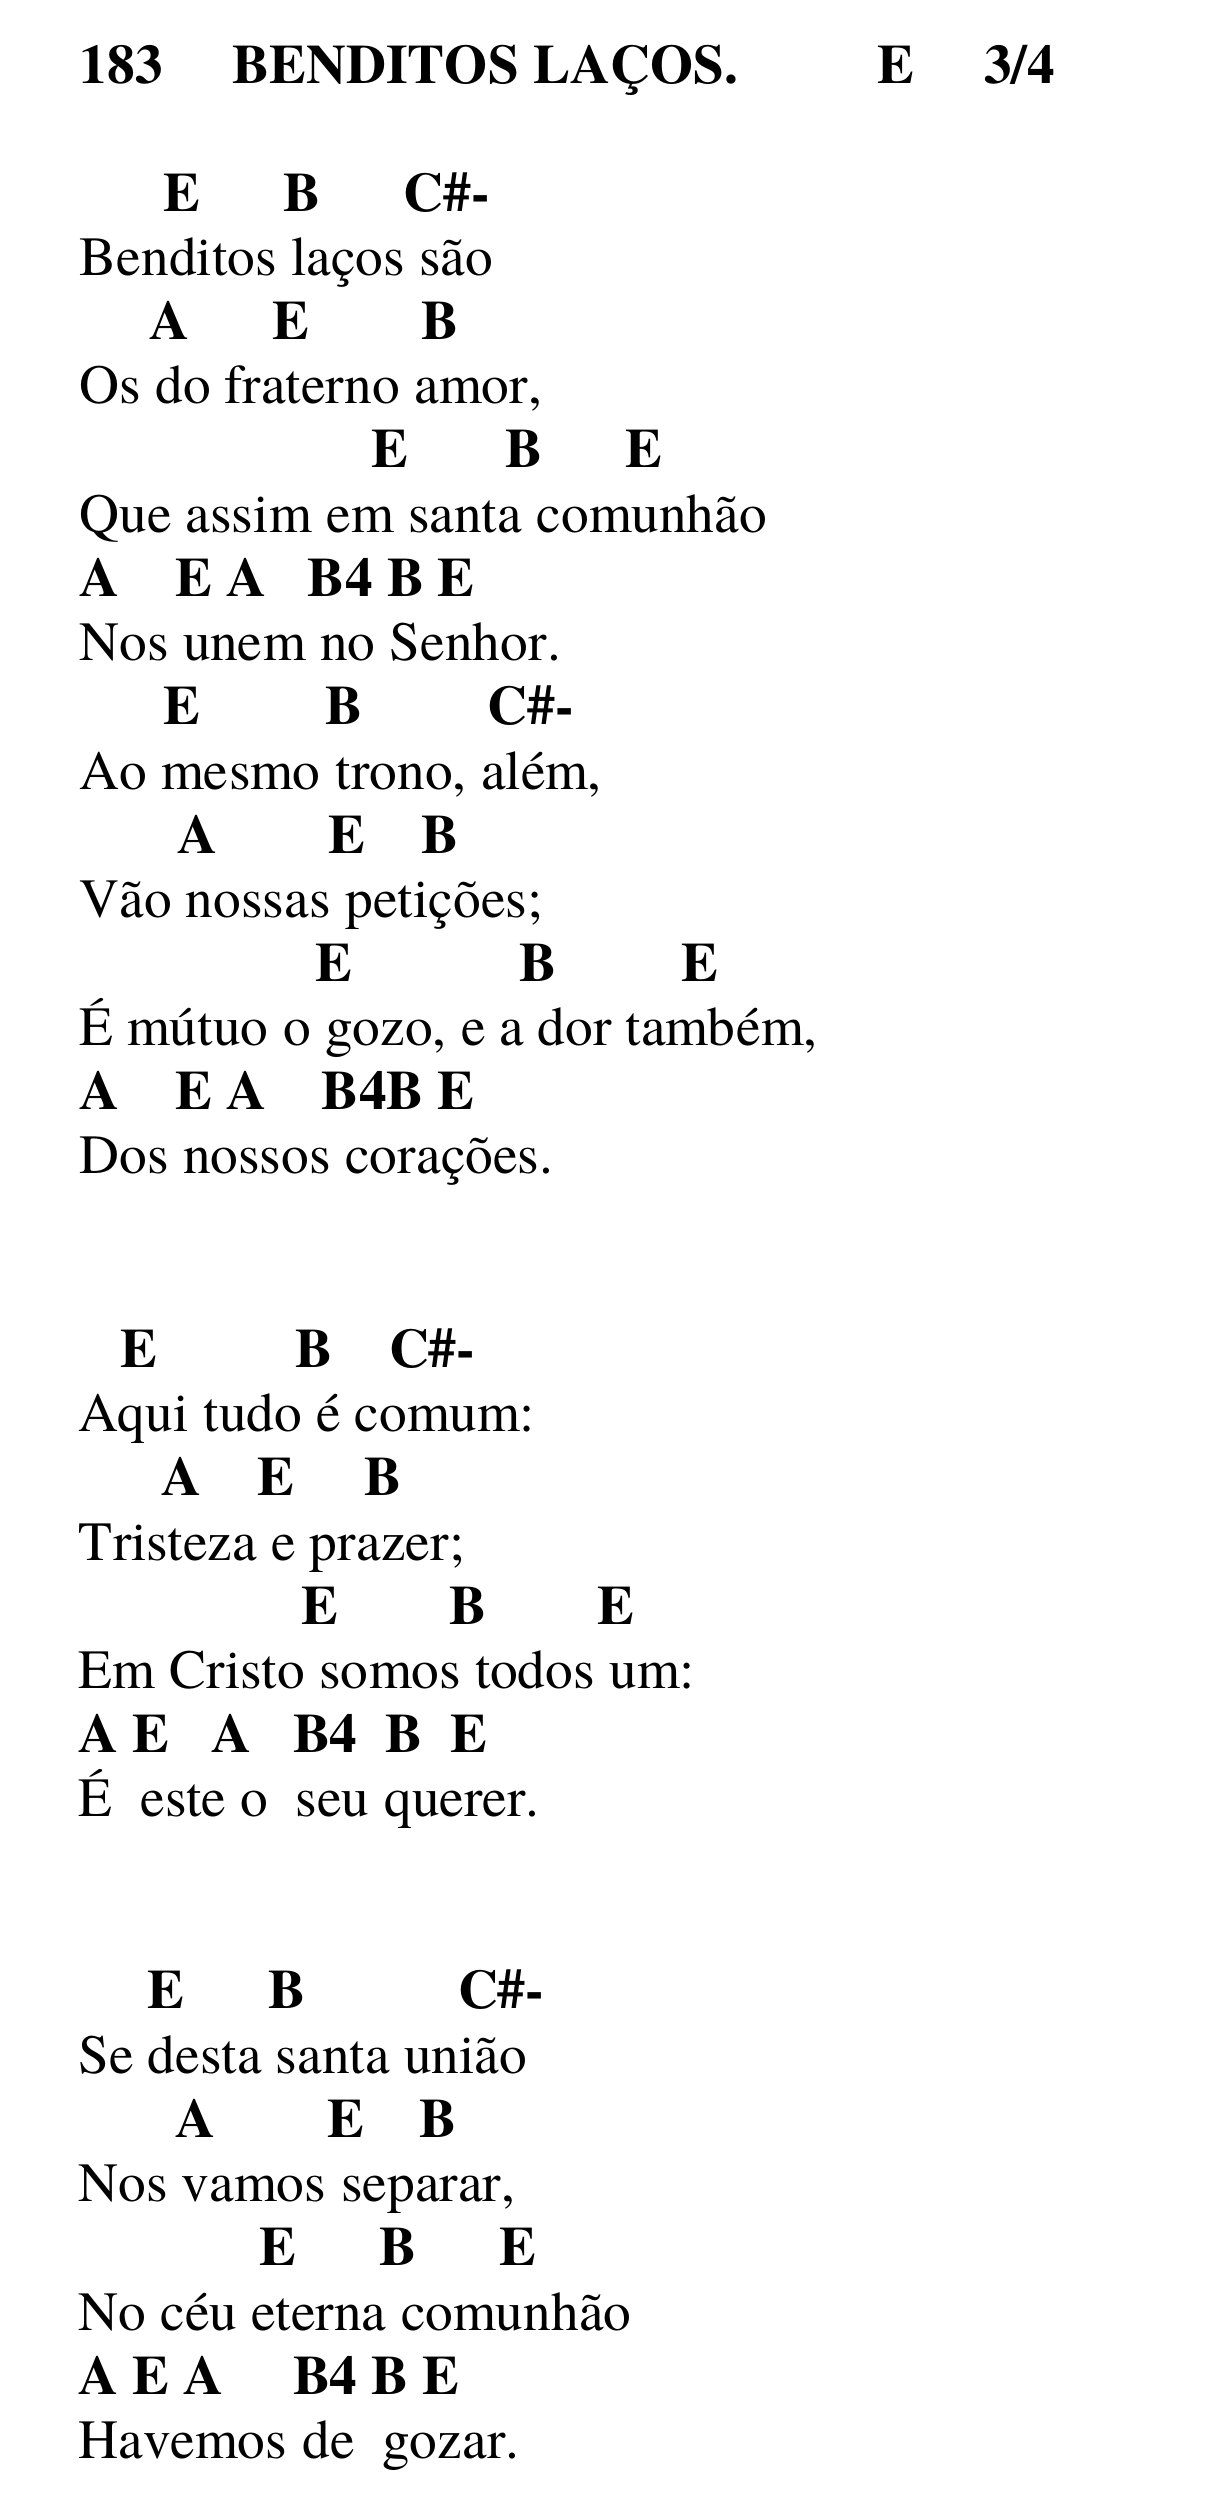 183 BENDITOS LAÇOS. E 3/4
E B C#-
Benditos laços são
A E B
Os do fraterno amor,
E B E
Que assim em santa comunhão
A E A B4 B E
Nos unem no Senhor.
E B C#-
Ao mesmo trono, além,
A E B
Vão nossas petições;
E B E
É mútuo o gozo, e a dor também,
A E A B4B E
Dos nossos corações.
E B C#-
Aqui tudo é comum:
A E B
Tristeza e prazer;
E B E
Em Cristo somos todos um:
A E A B4 B E
É este o seu querer.
E B C#-
Se desta santa união
A E B
Nos vamos separar,
E B E
No céu eterna comunhão
A E A B4 B E
Havemos de gozar.